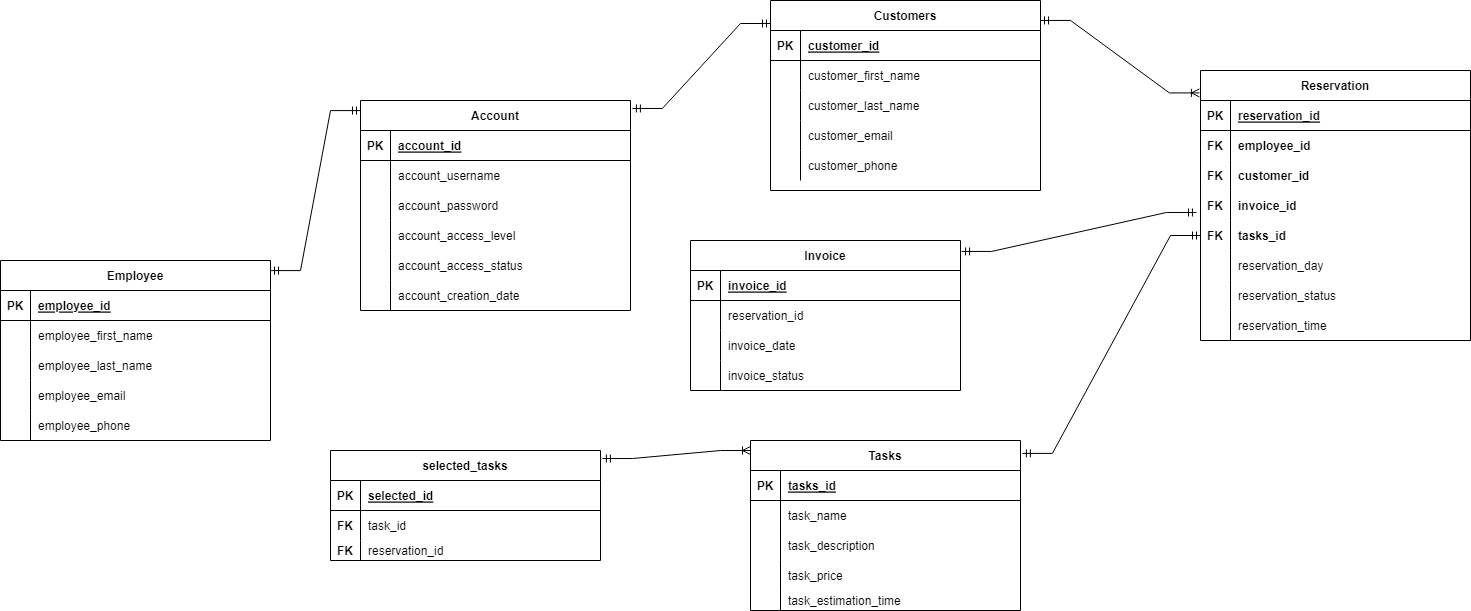 Customers
PK customer_id
customer_first_name
customer_last_name
customer_email
customer_phone
Reservation
PK reservation_id
FK employee_id
FK customer_id
FK invoice_id
FK tasks_id
reservation_day
reservation_status
reservation_time
Account
PK account_id
account_username
account_password
account_access_level
account_access_status
account_creation_date
Employee
PK employee_id
employee_first_name
employee_last_name
employee_email
employee_phone
Invoice
PK invoice_id
reservation_id
invoice_date
invoice_status
selected_tasks
PK selected_id
FK task_id
FK reservation_id
Tasks
PK tasks_id
task_name
task_description
task_price
task_estimation_time